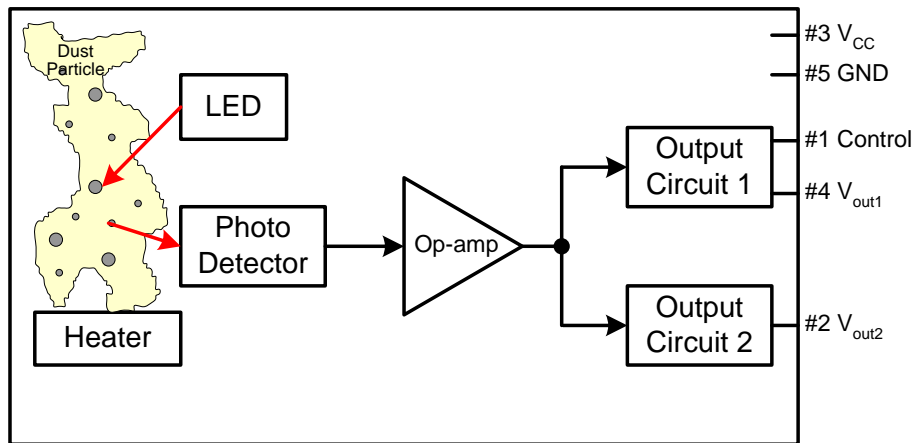 Dust
Particle
LED
Photo
Detector
Heater
Op-amp
Output
Circuit 1
Output
Circuit 2
#3 VCC
#5 GND
#1 Control
#4 Vout1
#2 Vout2